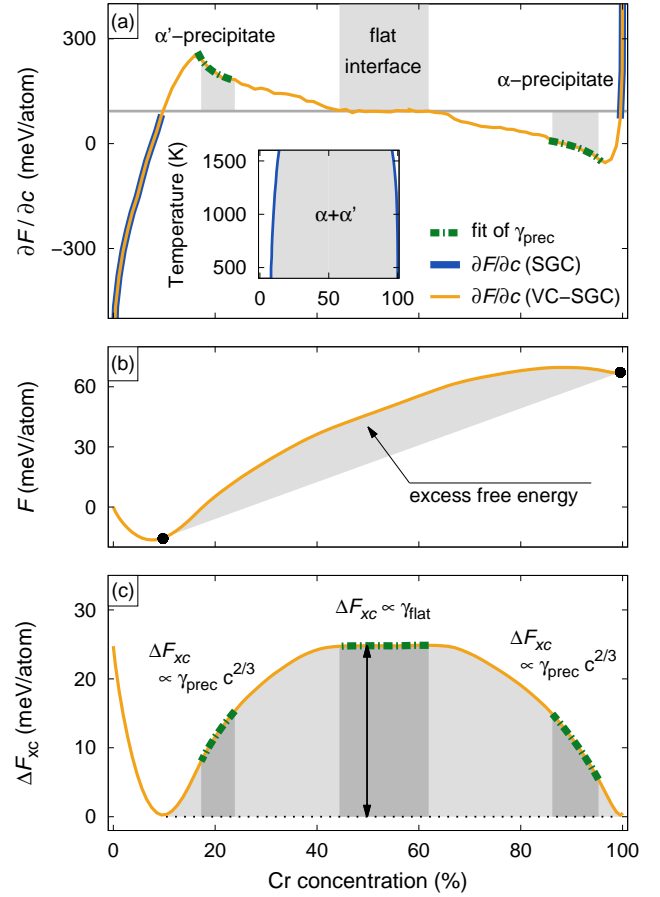 (a)
α'−precipitate
flat
interface
α−precipitate
∂F / ∂c (meV/atom)
300
0
−300
Temperature (K)
1500
1000
500
α+α'
0 50 100
fit of γprec
∂F/∂c (SGC)
∂F/∂c (VC−SGC)
(b)
F (meV/atom)
60
30
0
excess free energy
(c)
ΔFxc (meV/atom)
30
20
10
0
ΔFxc ∝ γflat
ΔFxc
∝ γprec c2/3
ΔFxc
∝ γprec c2/3
0 20 40 60 80 100
Cr concentration (%)